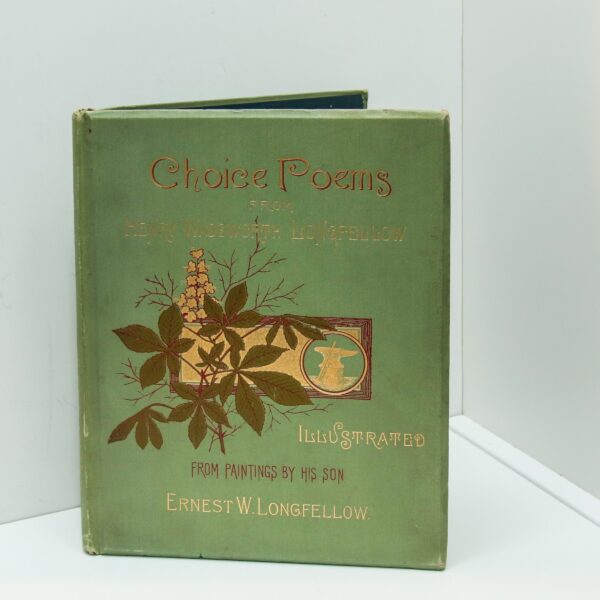 Choice Poems
FROM
HENRY WADSWORTH LONGFELLOW
ILLUSTRATED
FROM PAINTINGS BY HIS SON
ERNEST W. LONGFELLOW.